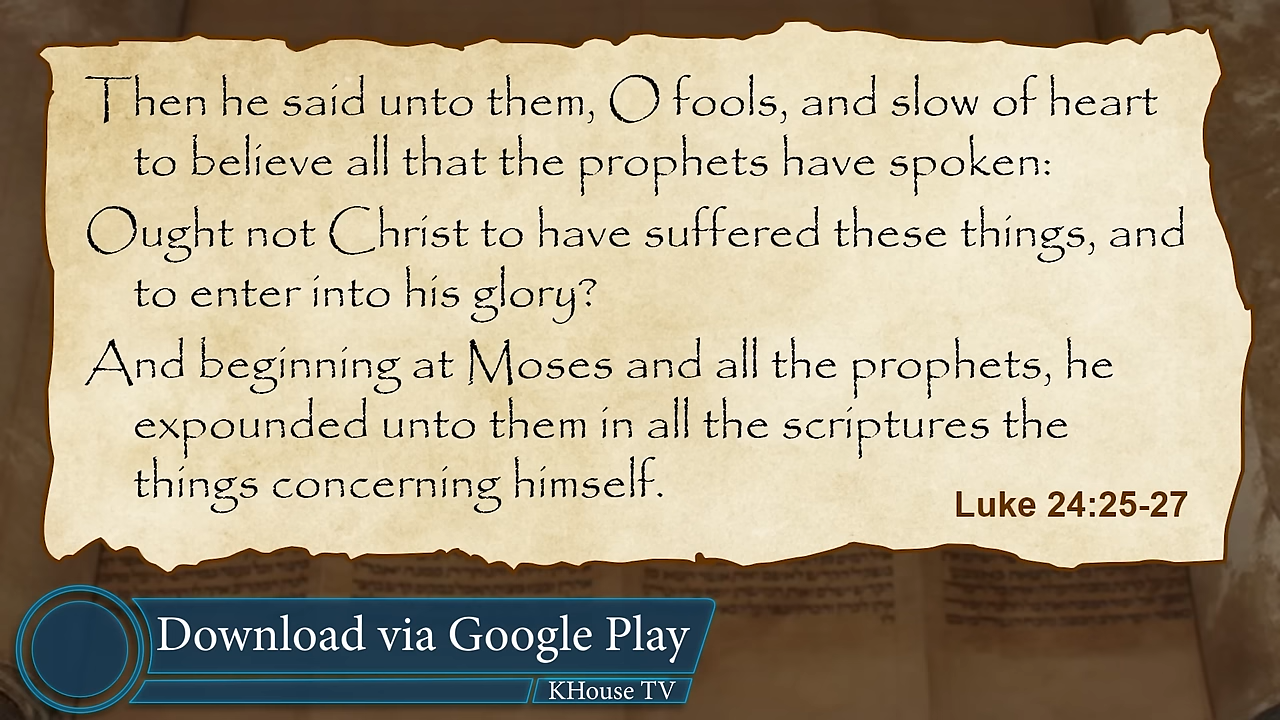 Then he said unto them, O fools, and slow of heart
to believe all that the prophets have spoken:
Ought not Christ to have suffered these things, and
to enter into his glory?
And beginning at Moses and all the prophets, he
expounded unto them in all the scriptures the
things concerning himself.
Luke 24:25-27
Download via Google Play
KHouse TV